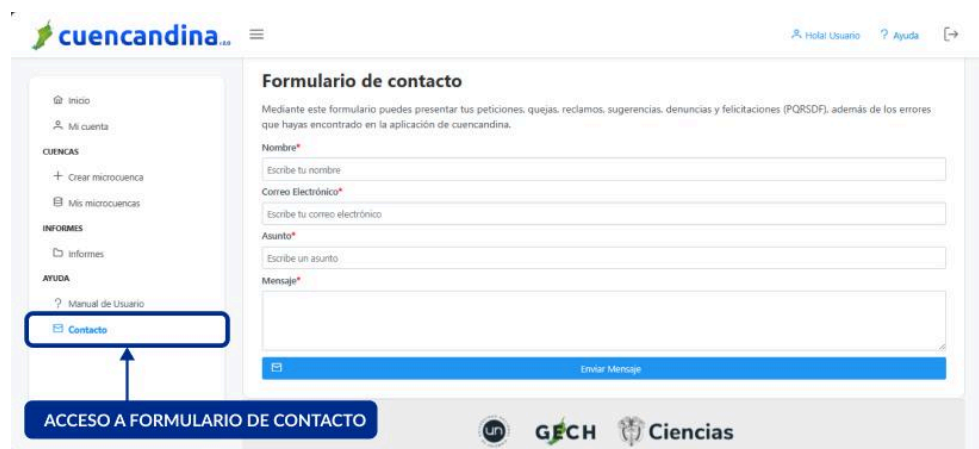 cuencandina
Hola! Usuario
? Ayuda
Inicio
Mi cuenta
CUENCAS
Crear microcuenca
Mis microcuencas
INFORMES
Informes
AYUDA
? Manual de Usuario
Contacto
ACCESO A FORMULARIO DE CONTACTO
Formulario de contacto
Mediante este formulario puedes presentar tus peticiones, quejas, reclamos, sugerencias, denuncias y felicitaciones (PQRSDF), además de los errores
que hayas encontrado en la aplicación de cuencandina.
Nombre*
Escribe tu nombre
Correo Electrónico*
Escribe tu correo electrónico
Asunto*
Escribe un asunto
Mensaje*
Enviar Mensaje
un
GECH
Ciencias